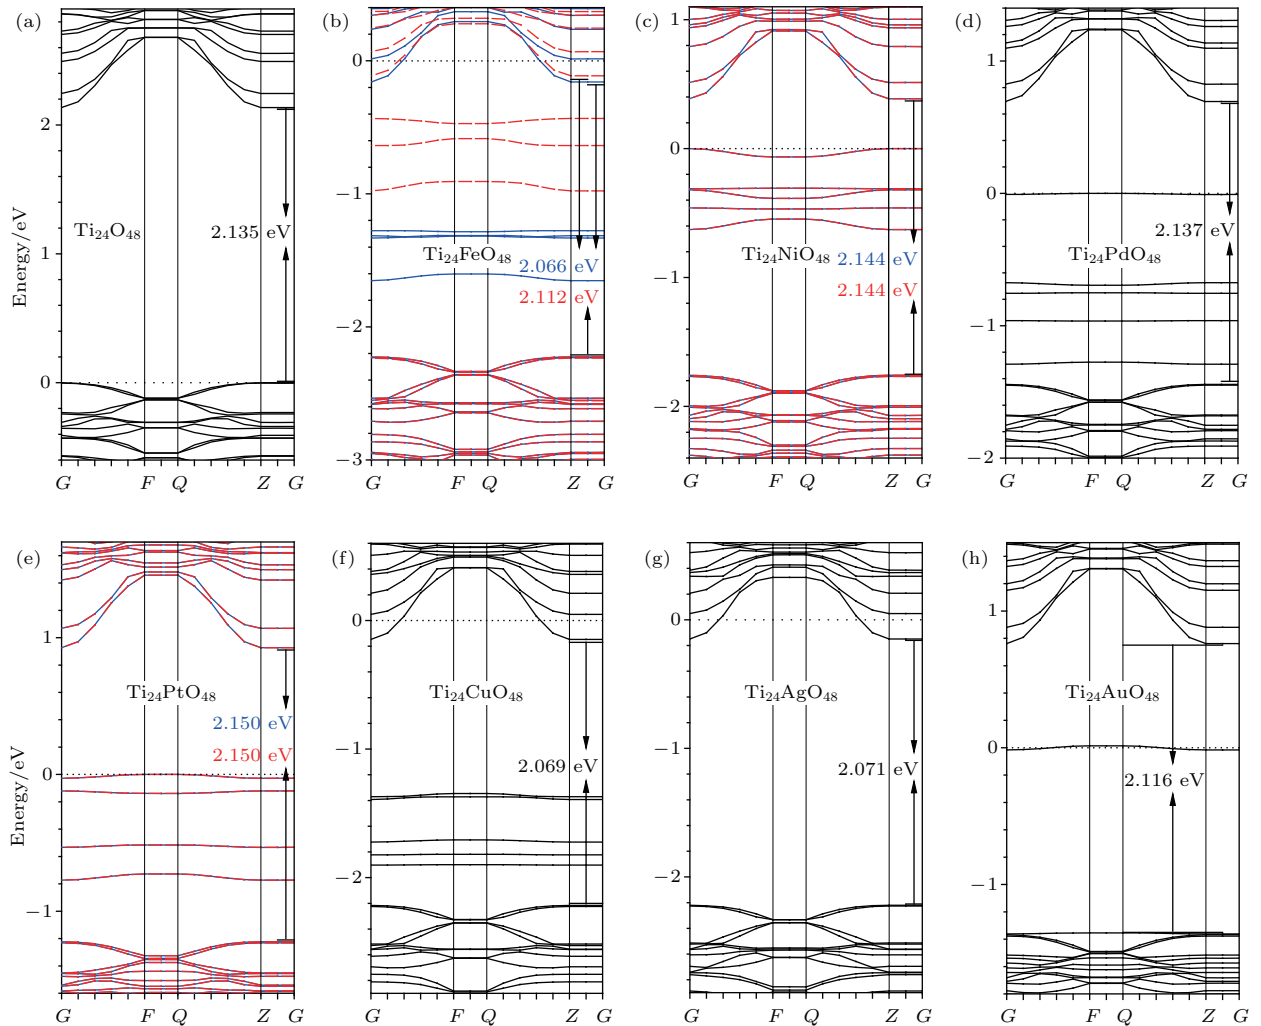 (a)
(b)
(c)
(d)
Energy/eV
2
1
0
Ti24O48
2.135 eV
G F Q Z G
0
−1
−2
−3
Ti24FeO48
2.066 eV
2.112 eV
G F Q Z G
1
0
−1
−2
Ti24NiO48
2.144 eV
2.144 eV
G F Q Z G
1
0
−1
−2
Ti24PdO48
2.137 eV
G F Q Z G
(e)
(f)
(g)
(h)
Energy/eV
1
0
−1
Ti24PtO48
2.150 eV
2.150 eV
G F Q Z G
0
−1
−2
Ti24CuO48
2.069 eV
G F Q Z G
0
−1
−2
Ti24AgO48
2.071 eV
G F Q Z G
1
0
−1
Ti24AuO48
2.116 eV
G F Q Z G